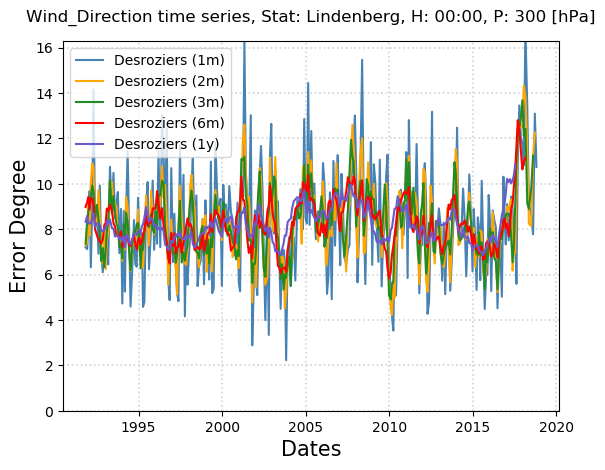 Wind_Direction time series, Stat: Lindenberg, H: 00:00, P: 300 [hPa]
Desroziers (1m)
Desroziers (2m)
Desroziers (3m)
Desroziers (6m)
Desroziers (1y)
Error Degree
16
14
12
10
8
6
4
2
0
1995 2000 2005 2010 2015 2020
Dates